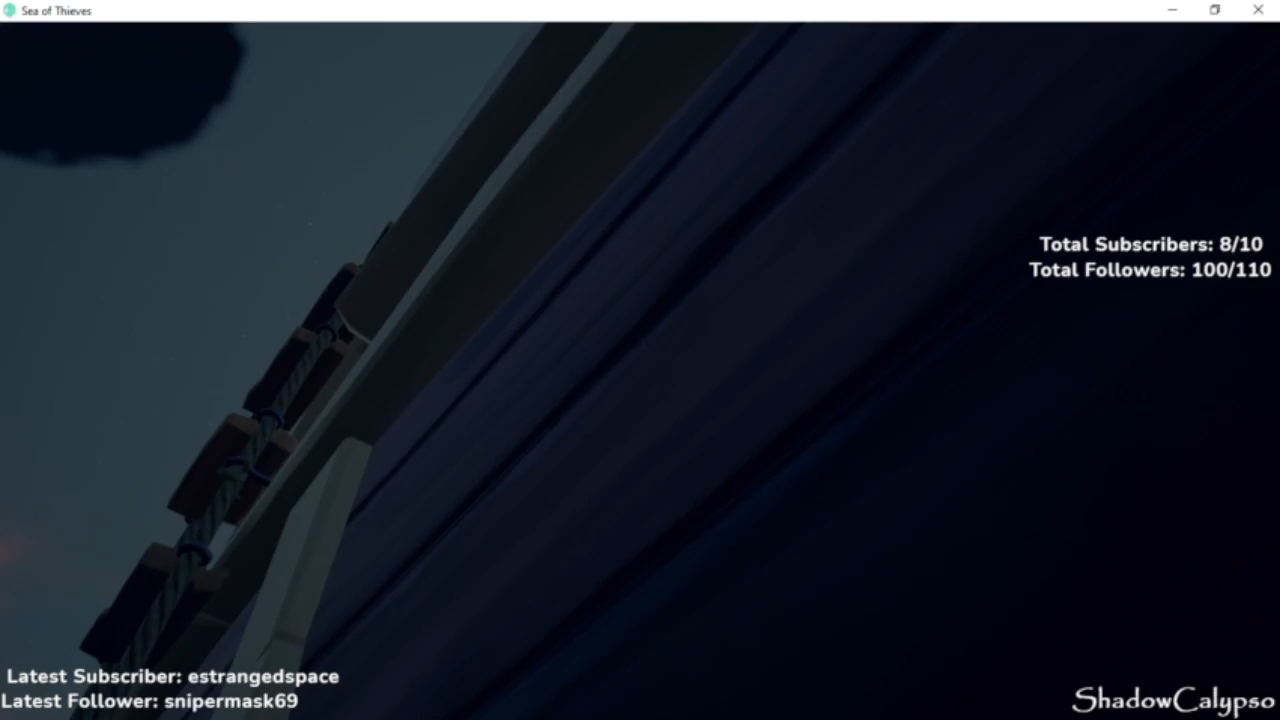 Sea of Thieves
Total Subscribers: 8/10
Total Followers: 100/110
Latest Subscriber: estrangedspace
Latest Follower: snipermask69
ShadowCalypso